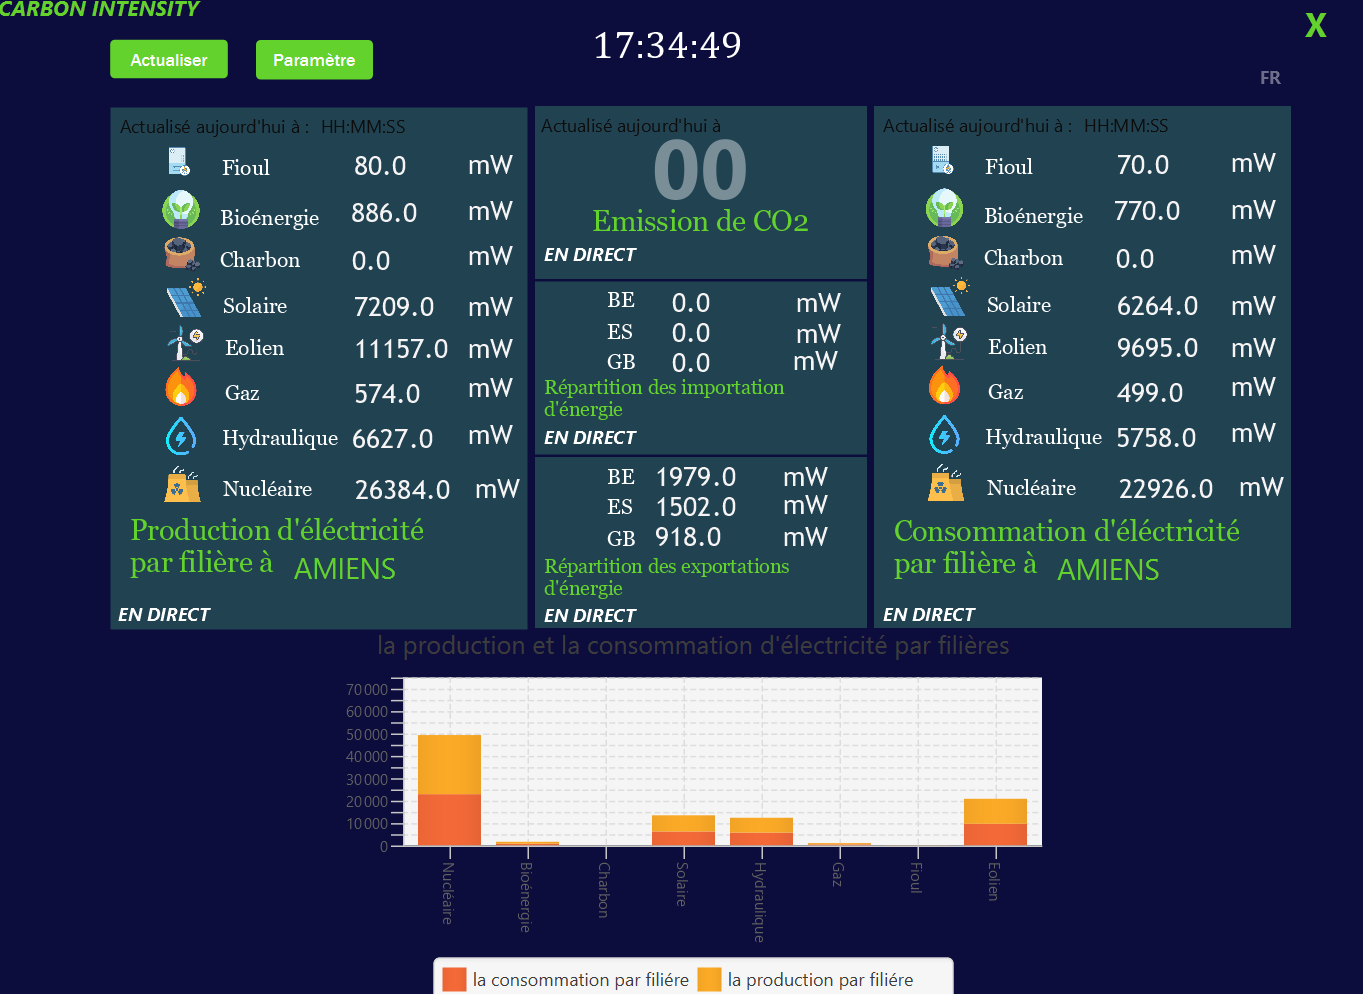 CARBON INTENSITY
X
Actualiser
Paramètre
17:34:49
FR
Actualisé aujourd'hui à : HH:MM:SS
Fioul 80.0 mW
Bioénergie 886.0 mW
Charbon 0.0 mW
Solaire 7209.0 mW
Eolien 11157.0 mW
Gaz 574.0 mW
Hydraulique 6627.0 mW
Nucléaire 26384.0 mW
Production d'éléctricité
par filière à AMIENS
EN DIRECT
Actualisé aujourd'hui à
00
Emission de CO2
EN DIRECT
BE 0.0 mW
ES 0.0 mW
GB 0.0 mW
Répartition des importation
d'énergie
EN DIRECT
BE 1979.0 mW
ES 1502.0 mW
GB 918.0 mW
Répartition des exportations
d'énergie
EN DIRECT
Actualisé aujourd'hui à : HH:MM:SS
Fioul 70.0 mW
Bioénergie 770.0 mW
Charbon 0.0 mW
Solaire 6264.0 mW
Eolien 9695.0 mW
Gaz 499.0 mW
Hydraulique 5758.0 mW
Nucléaire 22926.0 mW
Consommation d'éléctricité
par filière à AMIENS
EN DIRECT
la production et la consommation d'électricité par filières
70 000
60 000
50 000
40 000
30 000
20 000
10 000
0
Nucléaire
Bioénergie
Charbon
Solaire
Hydraulique
Gaz
Fioul
Eolien
la consommation par filiére
la production par filiére